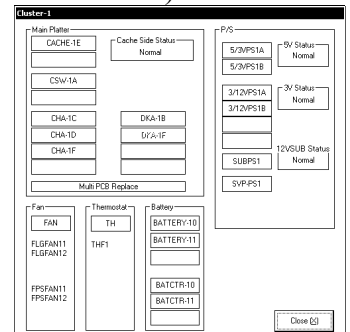 Cluster-1
Main Platter
CACHE-1E
Cache Side Status
Normal
CSW-1A
CHA-1C
DKA-1B
CHA-1D
DKA-1F
CHA-1F
Multi PCB Replace
P/S
5/3VPS1A
5/3VPS1B
5V Status
Normal
3/12VPS1A
3/12VPS1B
3V Status
Normal
12VSUB Status
Normal
SUBPS1
SVP-PS1
Fan
FAN
FLGFAN11
FLGFAN12
FPSFAN11
FPSFAN12
Thermostat
TH
THF1
Battery
BATTERY-10
BATTERY-11
BATCTR-10
BATCTR-11
Close (X)